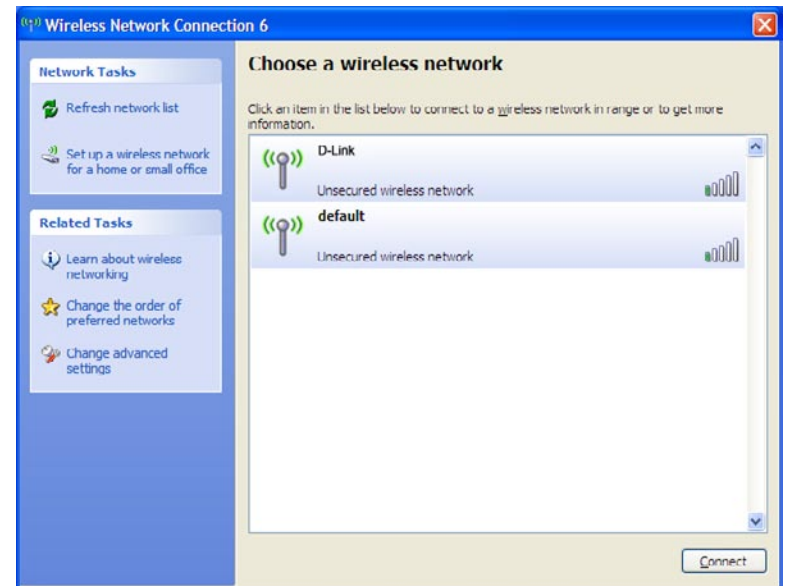 Wireless Network Connection 6
Network Tasks
Refresh network list
Set up a wireless network
for a home or small office
Related Tasks
Learn about wireless
networking
Change the order of
preferred networks
Change advanced
settings
Choose a wireless network
Click an item in the list below to connect to a wireless network in range or to get more
information.
D-Link
Unsecured wireless network
default
Unsecured wireless network
Connect